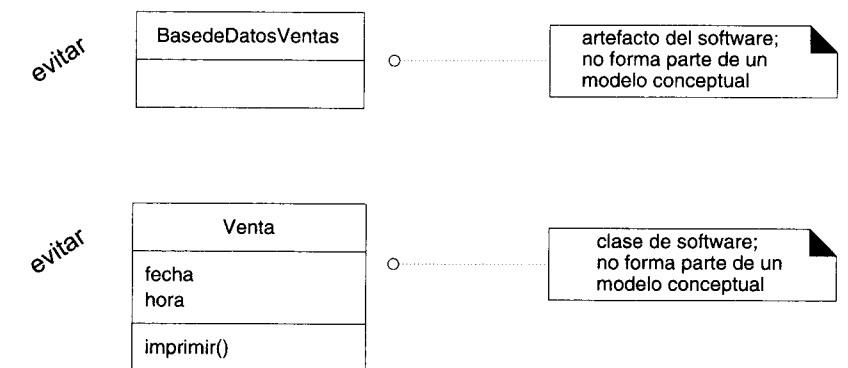 evitar
BasedeDatosVentas
artefacto del software;
no forma parte de un
modelo conceptual
evitar
Venta
fecha
hora
imprimir()
clase de software;
no forma parte de un
modelo conceptual